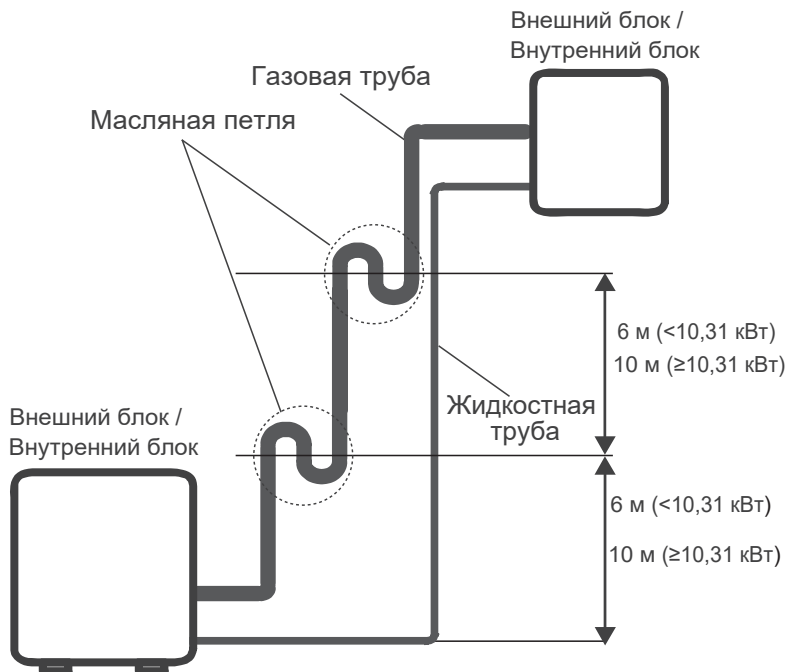 Внешний блок /
Внутренний блок
Газовая труба
Масляная петля
6 м (<10,31 кВт)
10 м (≥10,31 кВт)
Жидкостная
труба
Внешний блок /
Внутренний блок
6 м (<10,31 кВт)
10 м (≥10,31 кВт)